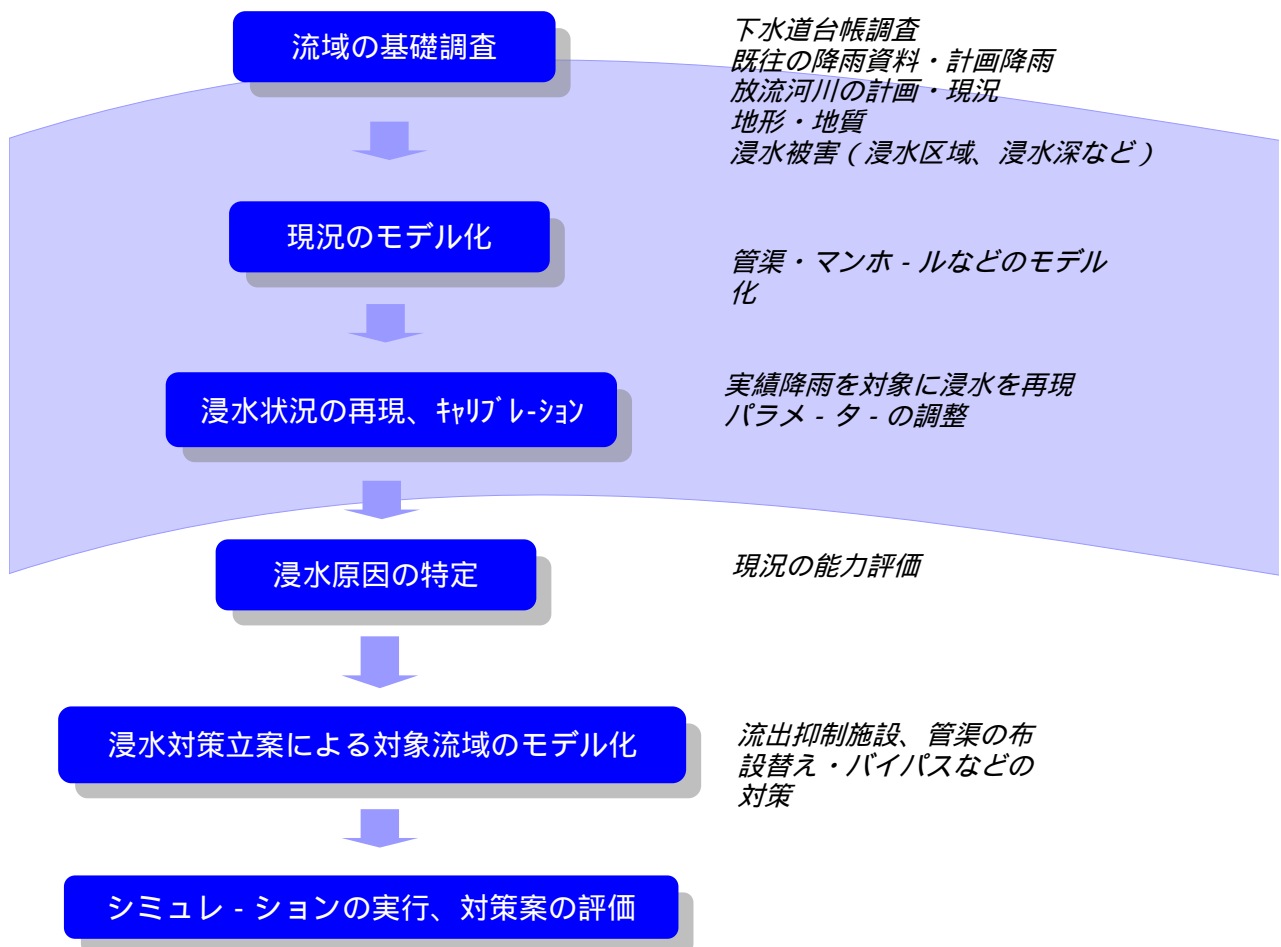 流域の基礎調査
下水道台帳調査
既往の降雨資料・計画降雨
放流河川の計画・現況
地形・地質
浸水被害（浸水区域、浸水深など）
現況のモデル化
管渠・マンホ－ルなどのモデル
化
浸水状況の再現、ｷｬﾘﾌﾞﾚｰｼｮﾝ
実績降雨を対象に浸水を再現
パラメ－タ－の調整
浸水原因の特定
現況の能力評価
浸水対策立案による対象流域のモデル化
流出抑制施設、管渠の布
設替え・バイパスなどの
対策
シミュレ－ションの実行、対策案の評価